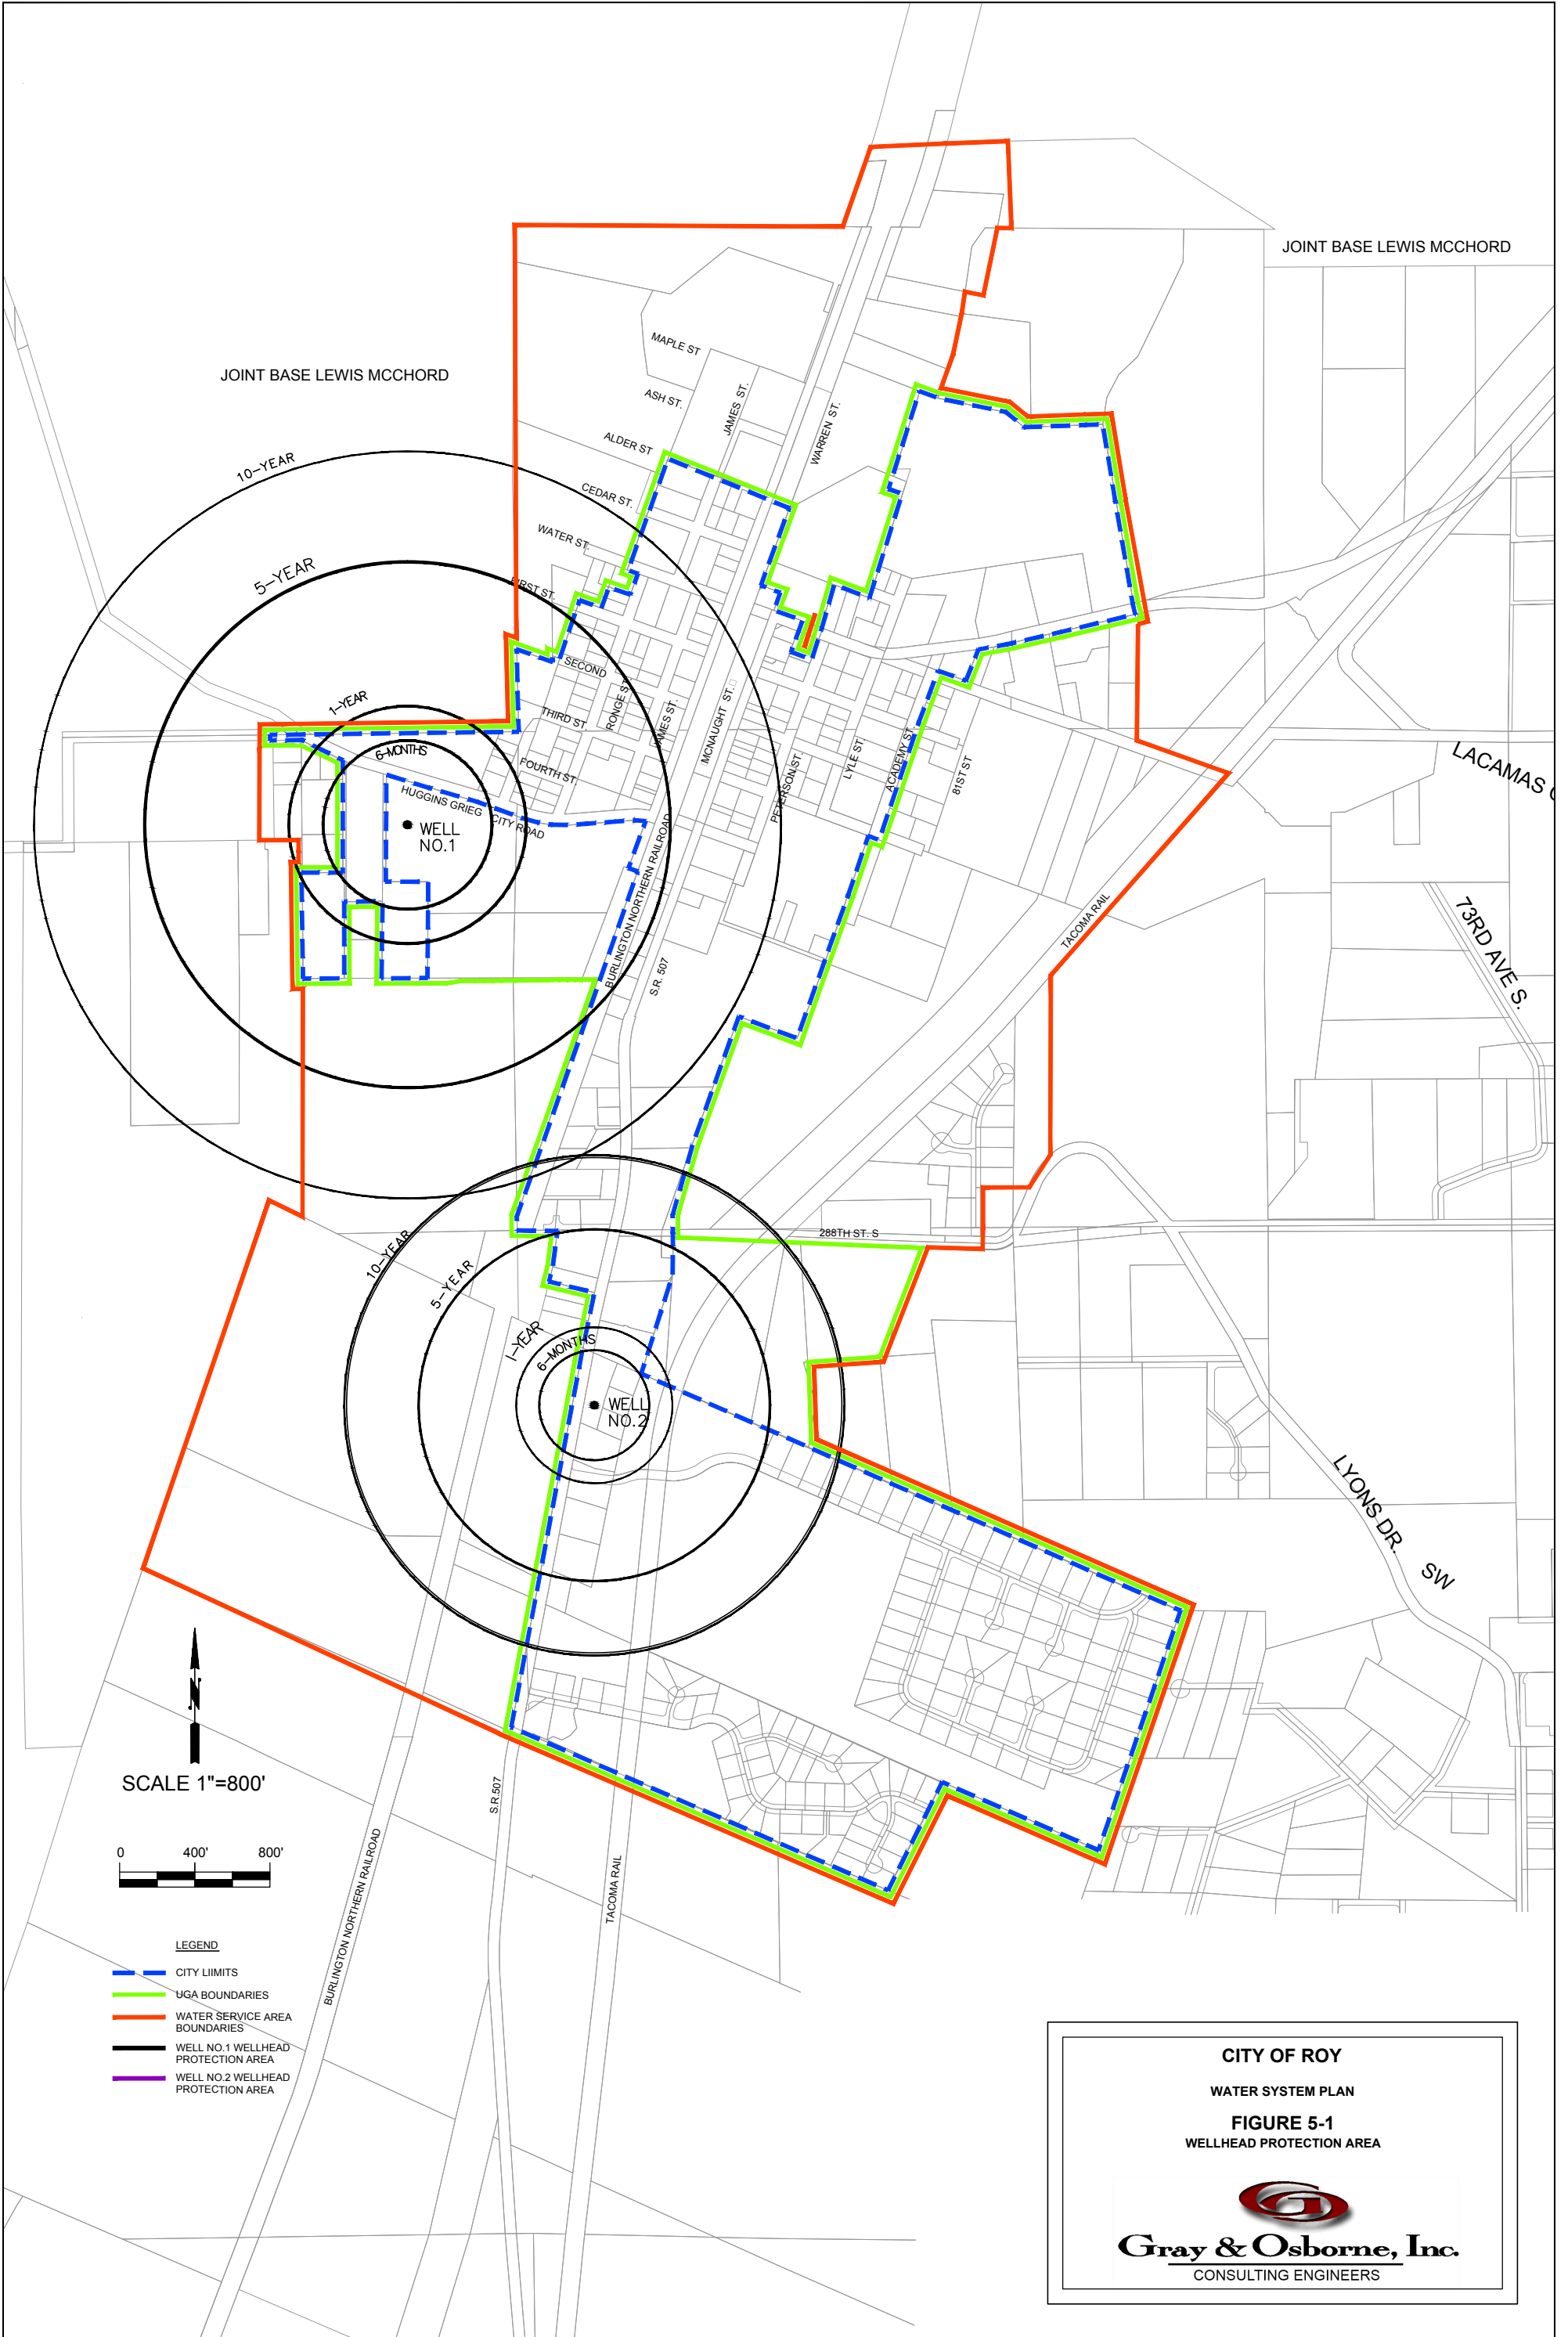 JOINT BASE LEWIS MCCHORD
JOINT BASE LEWIS MCCHORD
MAPLE ST
ASH ST.
JAMES ST.
WARREN ST.
ALDER ST
CEDAR ST.
WATER ST.
FIRST ST.
10-YEAR
5-YEAR
1-YEAR
6-MONTHS
WELL
NO.1
HUGGINS GRIEG
CITY ROAD
SECOND
THIRD ST.
FOURTH ST.
RONGE ST.
JAMES ST.
MCNAUGHT ST.
PETERSON ST.
LYLE ST.
ACADEMY ST.
81ST ST
BURLINGTON NORTHERN RAILROAD
S.R. 507
TACOMA RAIL
LACAMAS
73RD AVE S.
288TH ST. S
10-YEAR
5-YEAR
1-YEAR
6-MONTHS
WELL
NO.2
LYONS DR.
SW
SCALE 1"=800'
0 400' 800'
S.R.507
BURLINGTON NORTHERN RAILROAD
TACOMA RAIL
LEGEND
CITY LIIMITS
UGA BOUNDARIES
WATER SERVICE AREA
BOUNDARIES
WELL NO.1 WELLHEAD
PROTECTION AREA
WELL NO.2 WELLHEAD
PROTECTION AREA
CITY OF ROY
WATER SYSTEM PLAN
FIGURE 5-1
WELLHEAD PROTECTION AREA
Gray & Osborne, Inc.
CONSULTING ENGINEERS
N